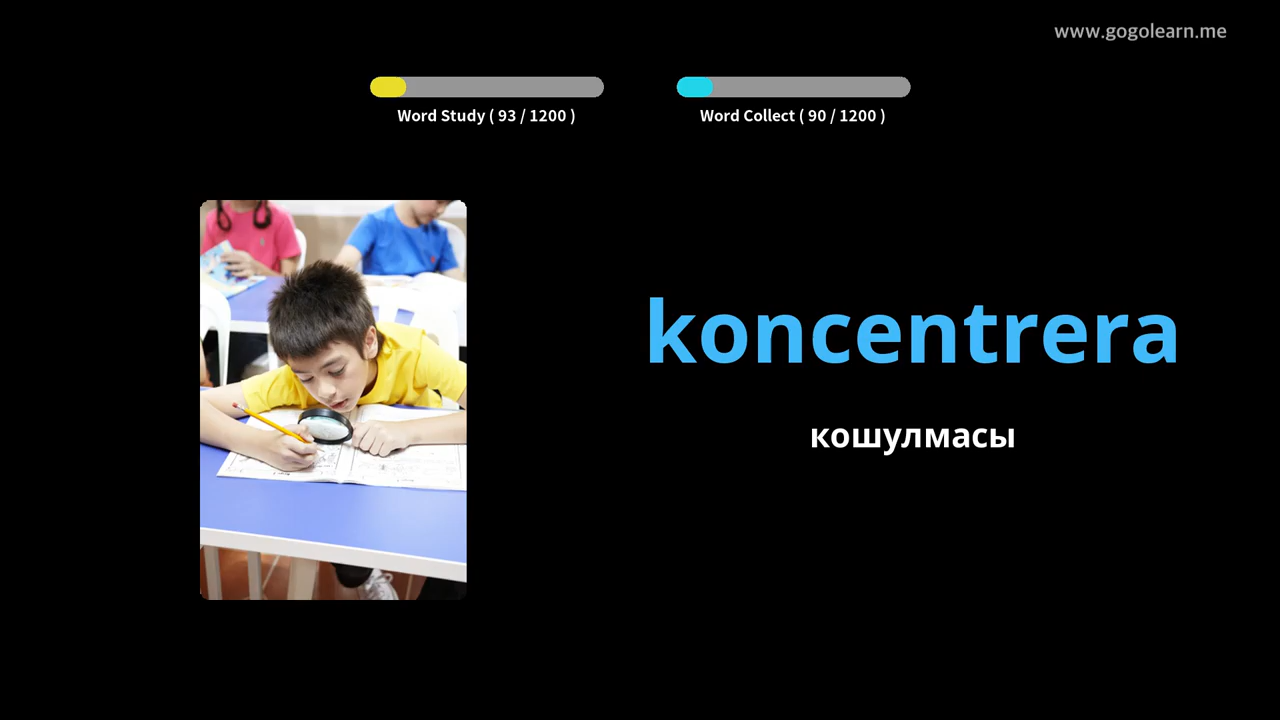 www.gogolearn.me
Word Study ( 93 / 1200 )
Word Collect ( 90 / 1200 )
koncentrera
кошулмасы